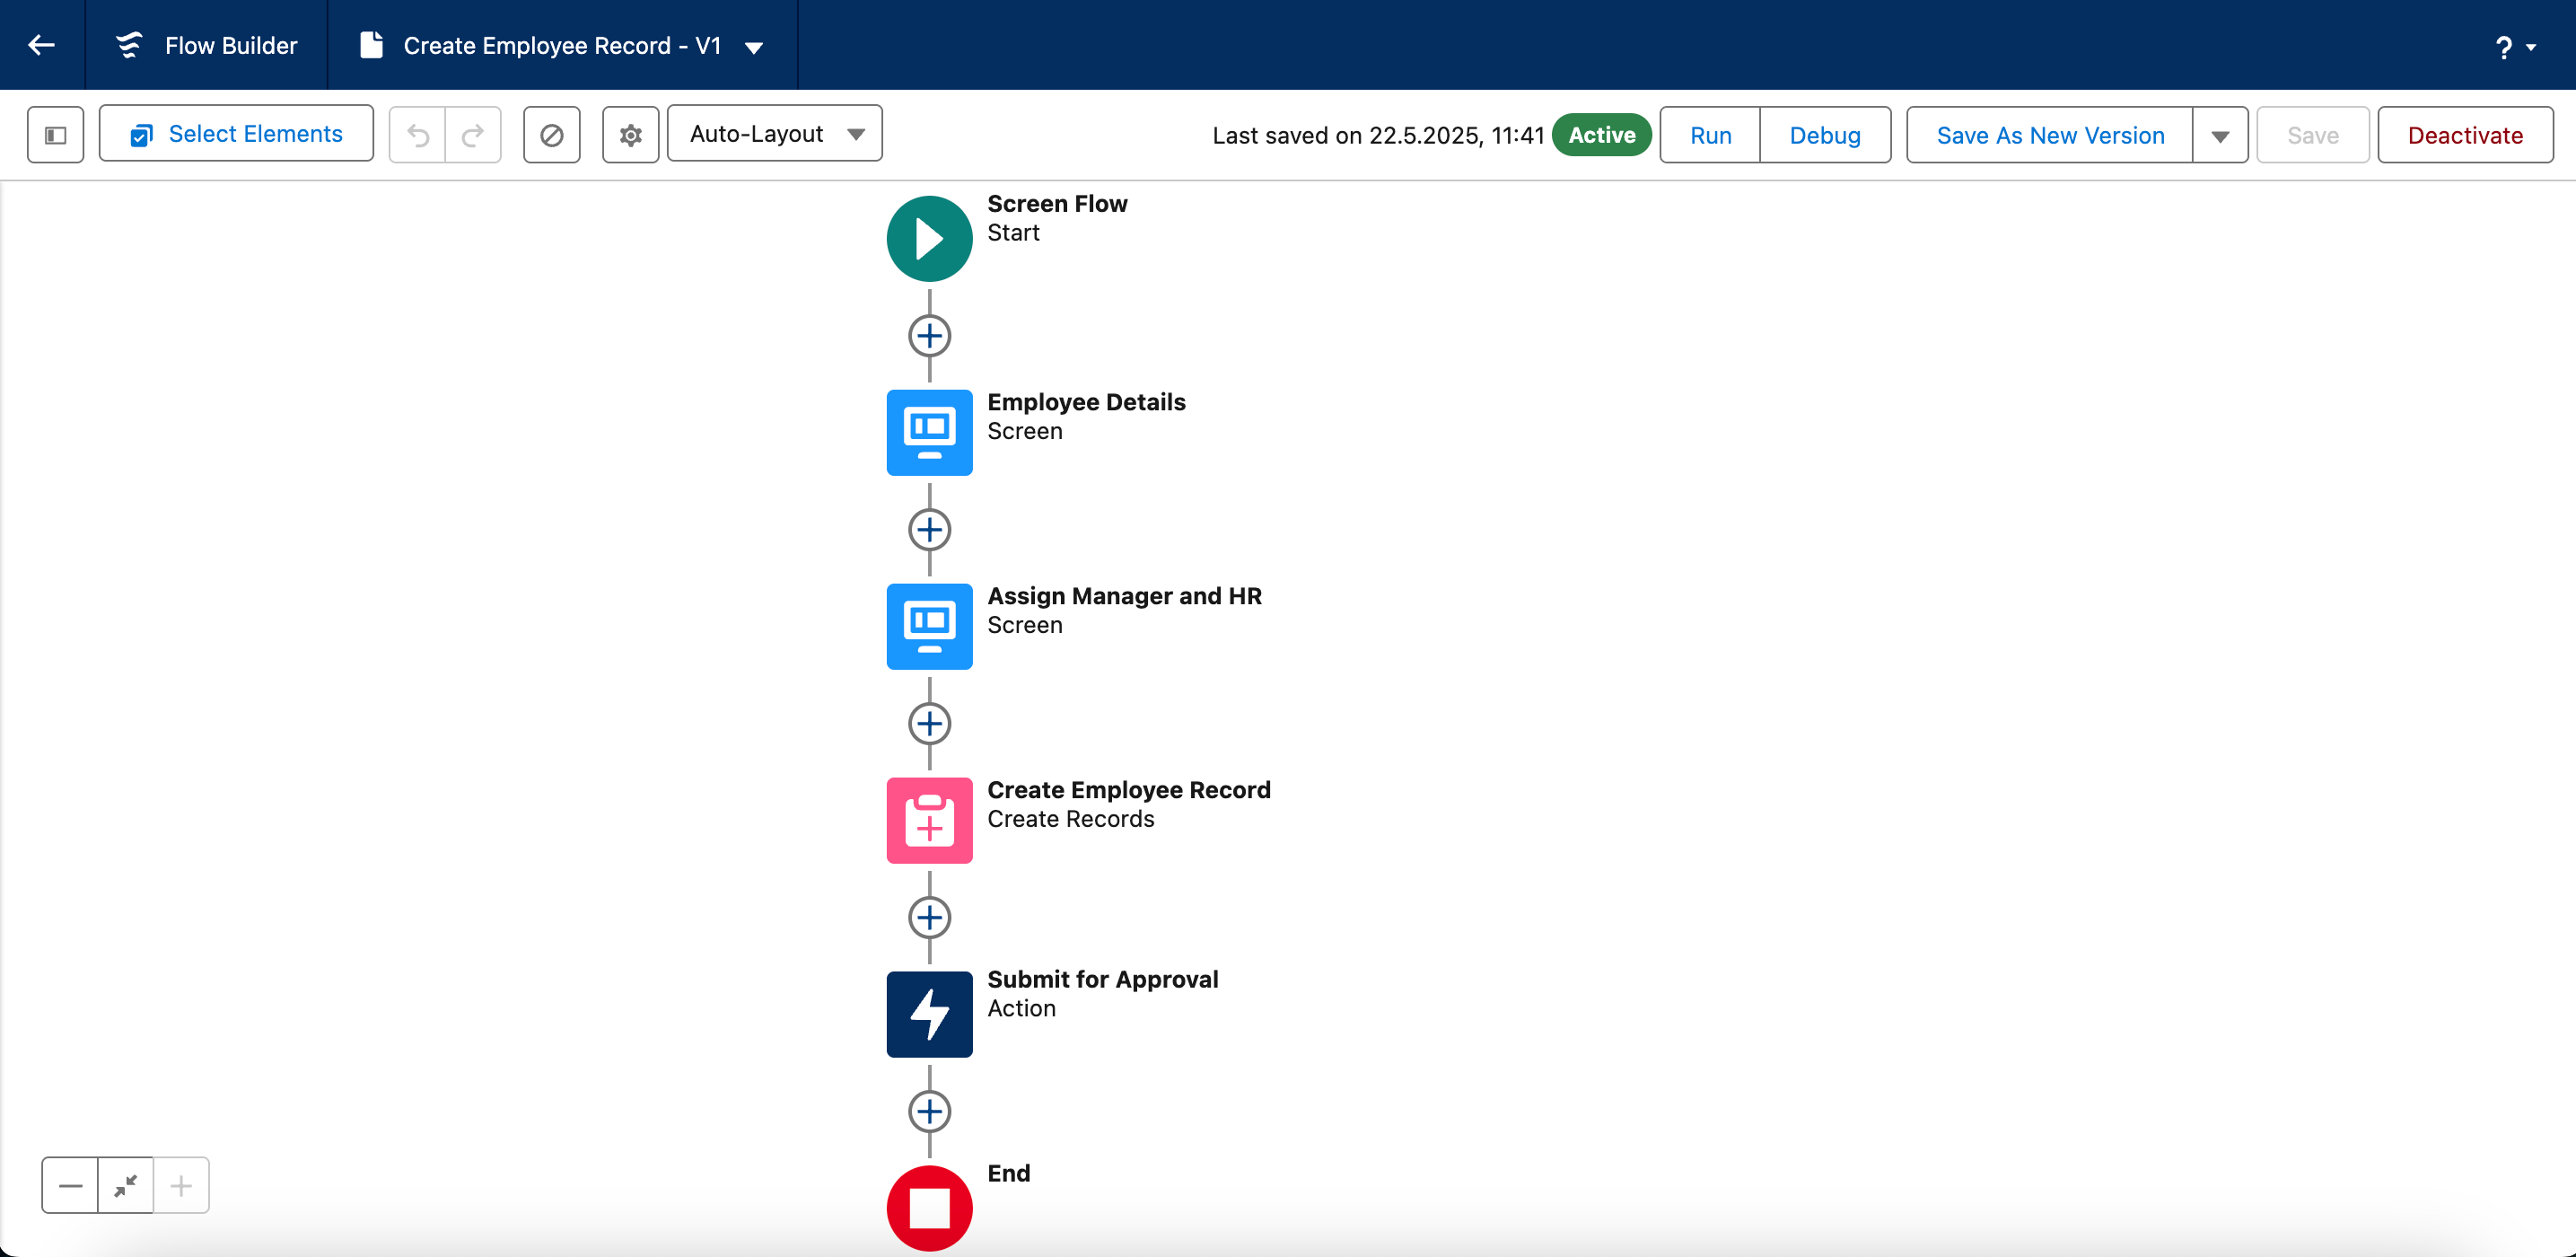 Flow Builder
Create Employee Record - V1
?
Select Elements
Auto-Layout
Last saved on 22.5.2025, 11:41
Active
Run
Debug
Save As New Version
Save
Deactivate
Screen Flow
Start
Employee Details
Screen
Assign Manager and HR
Screen
Create Employee Record
Create Records
Submit for Approval
Action
End